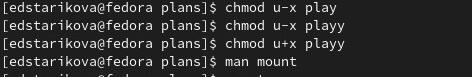 [edstarikova@fedora plans]$ chmod u-x play
[edstarikova@fedora plans]$ chmod u-x playy
[edstarikova@fedora plans]$ chmod u+x playy
[edstarikova@fedora plans]$ man mount